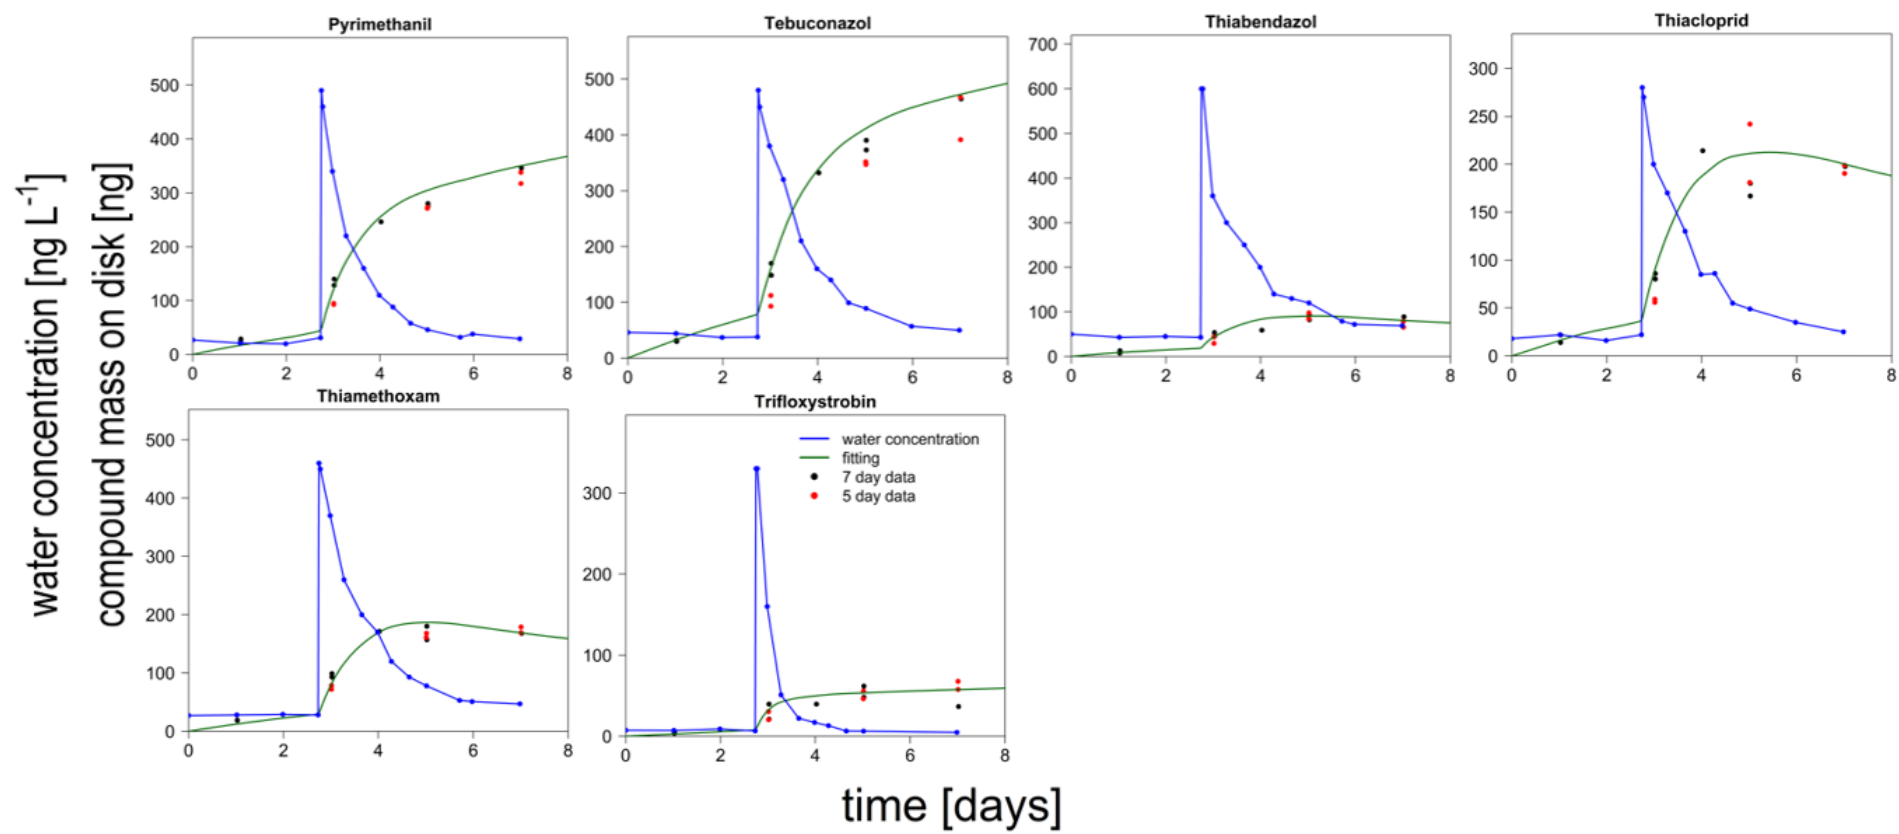 water concentration [ng L⁻¹]
compound mass on disk [ng]
Pyrimethanil
500
400
300
200
100
0
0 2 4 6 8
Tebuconazol
500
400
300
200
100
0
0 2 4 6 8
Thiabendazol
700
600
500
400
300
200
100
0
0 2 4 6 8
Thiacloprid
300
250
200
150
100
50
0
0 2 4 6 8
Thiamethoxam
500
400
300
200
100
0
0 2 4 6 8
Trifloxystrobin
water concentration
fitting
7 day data
5 day data
300
200
100
0
0 2 4 6 8
time [days]